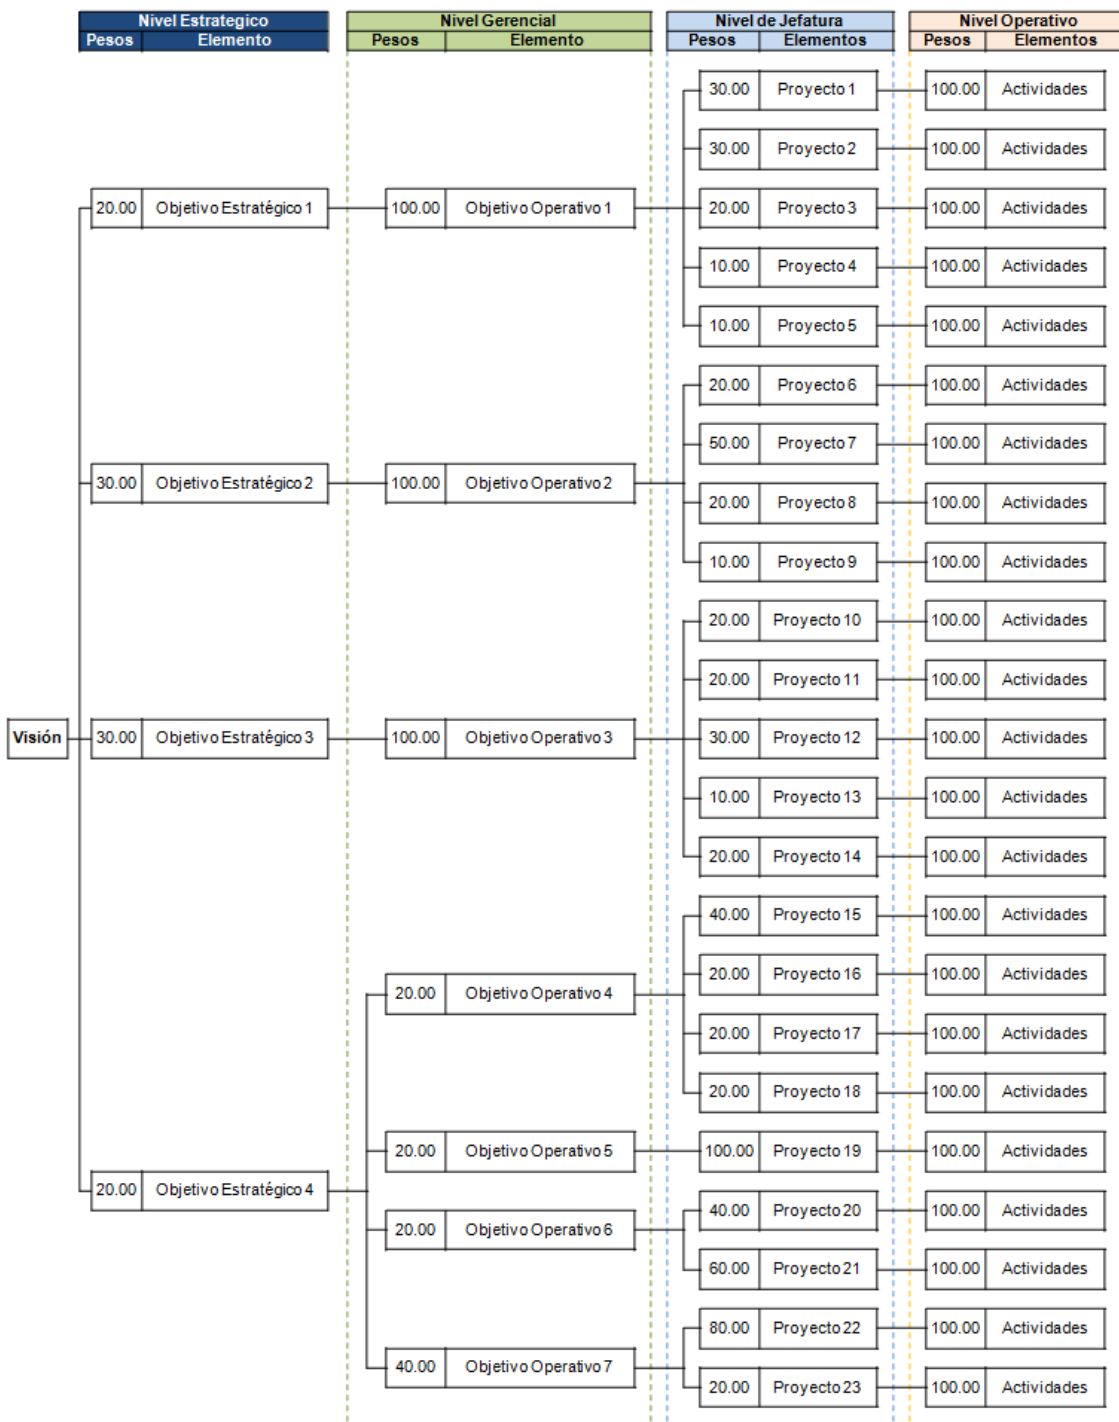 Nivel Estrategico Nivel Gerencial Nivel de Jefatura Nivel Operativo
Pesos Elemento Pesos Elemento Pesos Elementos Pesos Elementos
30.00 Proyecto 1 100.00 Actividades
30.00 Proyecto 2 100.00 Actividades
20.00 Objetivo Estratégico 1 100.00 Objetivo Operativo 1 20.00 Proyecto 3 100.00 Actividades
10.00 Proyecto 4 100.00 Actividades
10.00 Proyecto 5 100.00 Actividades
20.00 Proyecto 6 100.00 Actividades
50.00 Proyecto 7 100.00 Actividades
30.00 Objetivo Estratégico 2 100.00 Objetivo Operativo 2
20.00 Proyecto 8 100.00 Actividades
10.00 Proyecto 9 100.00 Actividades
20.00 Proyecto 10 100.00 Actividades
20.00 Proyecto 11 100.00 Actividades
Visión 30.00 Objetivo Estratégico 3 100.00 Objetivo Operativo 3 30.00 Proyecto 12 100.00 Actividades
10.00 Proyecto 13 100.00 Actividades
20.00 Proyecto 14 100.00 Actividades
40.00 Proyecto 15 100.00 Actividades
20.00 Proyecto 16 100.00 Actividades
20.00 Objetivo Operativo 4
20.00 Proyecto 17 100.00 Actividades
20.00 Proyecto 18 100.00 Actividades
20.00 Objetivo Operativo 5 100.00 Proyecto 19 100.00 Actividades
20.00 Objetivo Estratégico 4
40.00 Proyecto 20 100.00 Actividades
20.00 Objetivo Operativo 6
60.00 Proyecto 21 100.00 Actividades
80.00 Proyecto 22 100.00 Actividades
40.00 Objetivo Operativo 7
20.00 Proyecto 23 100.00 Actividades